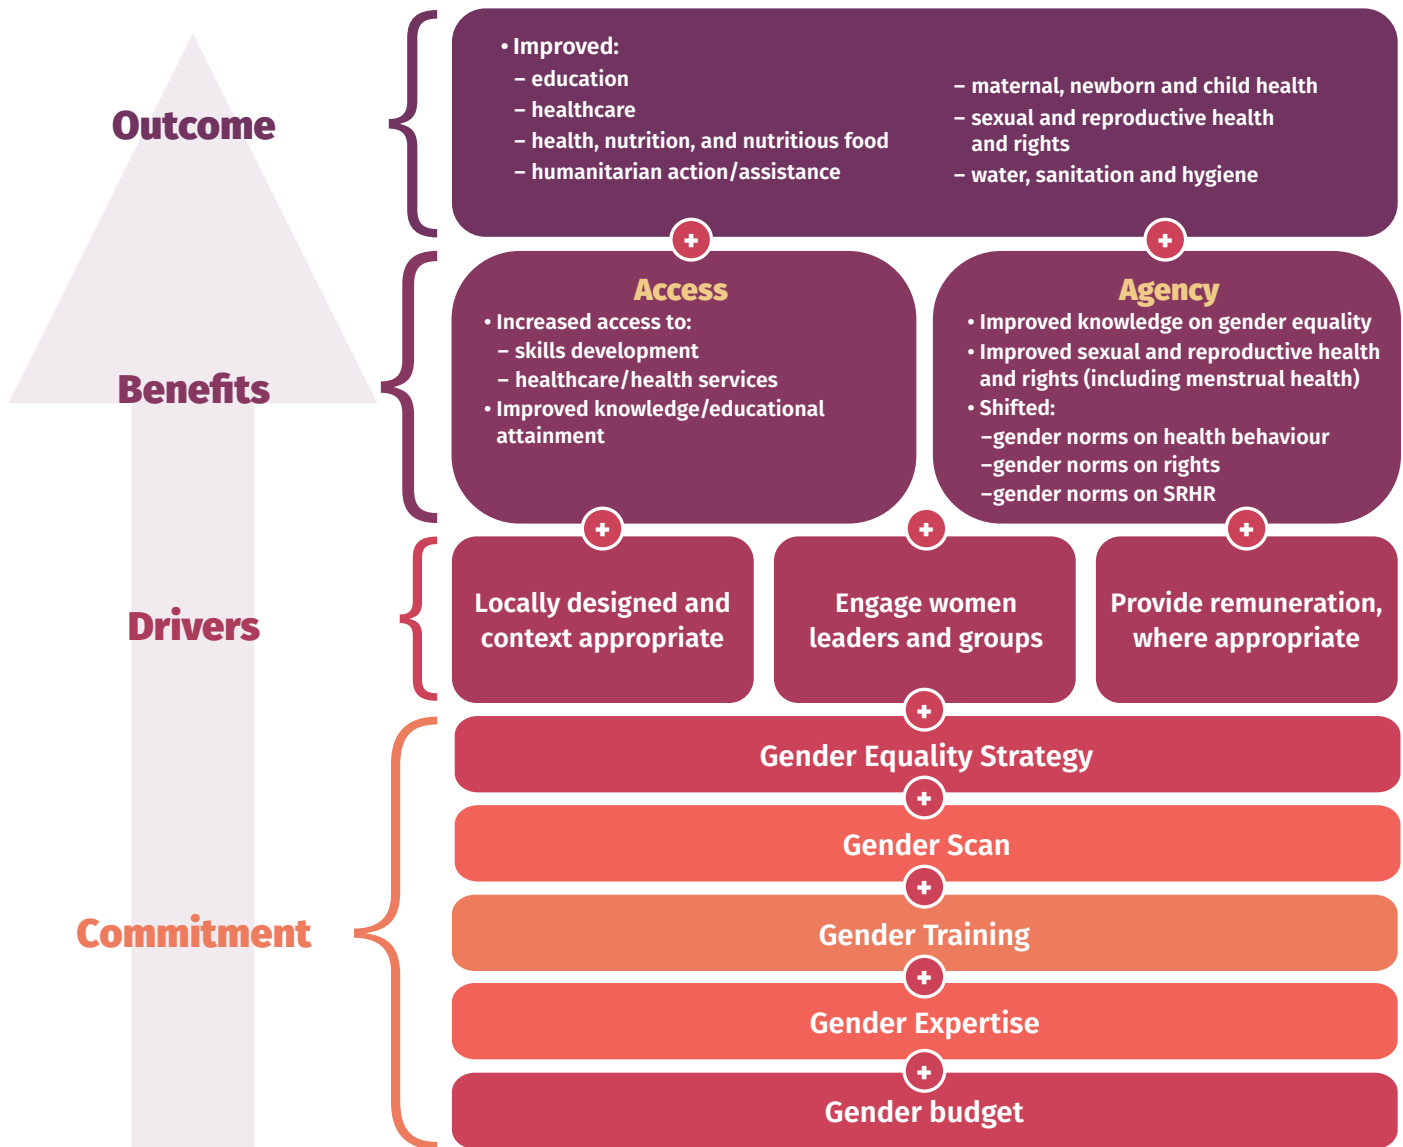 Outcome
• Improved:
– education
– healthcare
– health, nutrition, and nutritious food
– humanitarian action/assistance
– maternal, newborn and child health
– sexual and reproductive health
and rights
– water, sanitation and hygiene
+
+
Benefits
Access
• Increased access to:
– skills development
– healthcare/health services
• Improved knowledge/educational
attainment
Agency
• Improved knowledge on gender equality
• Improved sexual and reproductive health
and rights (including menstrual health)
• Shifted:
–gender norms on health behaviour
–gender norms on rights
–gender norms on SRHR
+
+
+
Drivers
Locally designed and
context appropriate
Engage women
leaders and groups
Provide remuneration,
where appropriate
+
Commitment
Gender Equality Strategy
+
Gender Scan
+
Gender Training
+
Gender Expertise
+
Gender budget